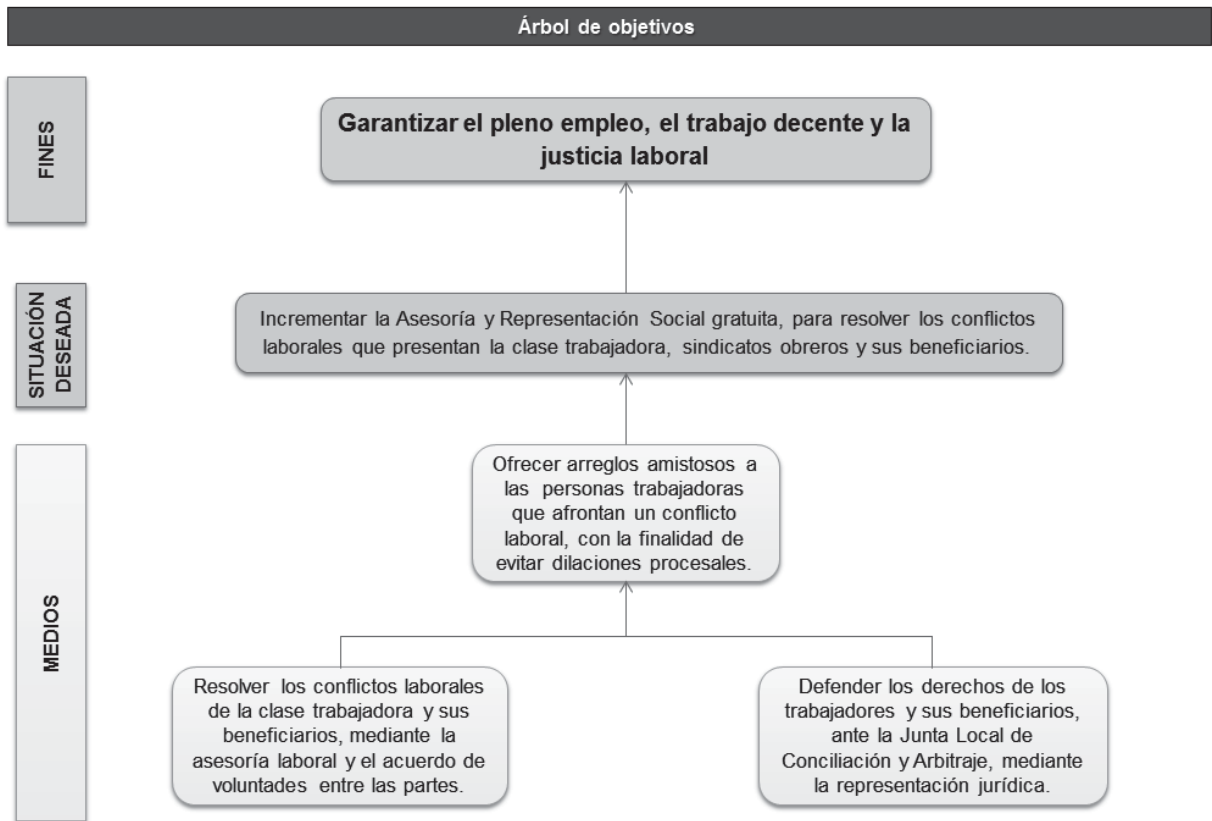 Árbol de objetivos
FINES
Garantizar el pleno empleo, el trabajo decente y la
justicia laboral
SITUACIÓN
DESEADA
Incrementar la Asesoría y Representación Social gratuita, para resolver los conflictos
laborales que presentan la clase trabajadora, sindicatos obreros y sus beneficiarios.
MEDIOS
Ofrecer arreglos amistosos a
las personas trabajadoras
que afrontan un conflicto
laboral, con la finalidad de
evitar dilaciones procesales.
Resolver los conflictos laborales
de la clase trabajadora y sus
beneficiarios, mediante la
asesoría laboral y el acuerdo de
voluntades entre las partes.
Defender los derechos de los
trabajadores y sus beneficiarios,
ante la Junta Local de
Conciliación y Arbitraje, mediante
la representación jurídica.